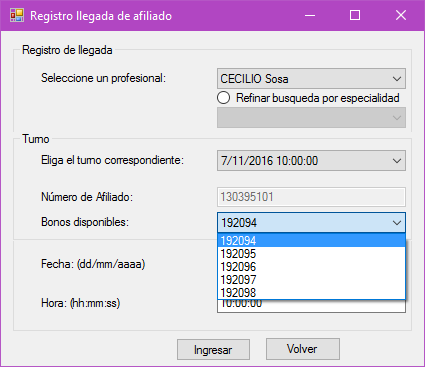 Registro llegada de afiliado
Registro de llegada
Seleccione un profesional: CECILIO Sosa
Refinar busqueda por especialidad
Turno
Eliga el turno correspondiente: 7/11/2016 10:00:00
Número de Afiliado: 130395101
Bonos disponibles: 192094
192094
192095
192096
192097
192098
Fecha: (dd/mm/aaaa)
Hora: (hh:mm:ss) 10:00:00
Ingresar Volver